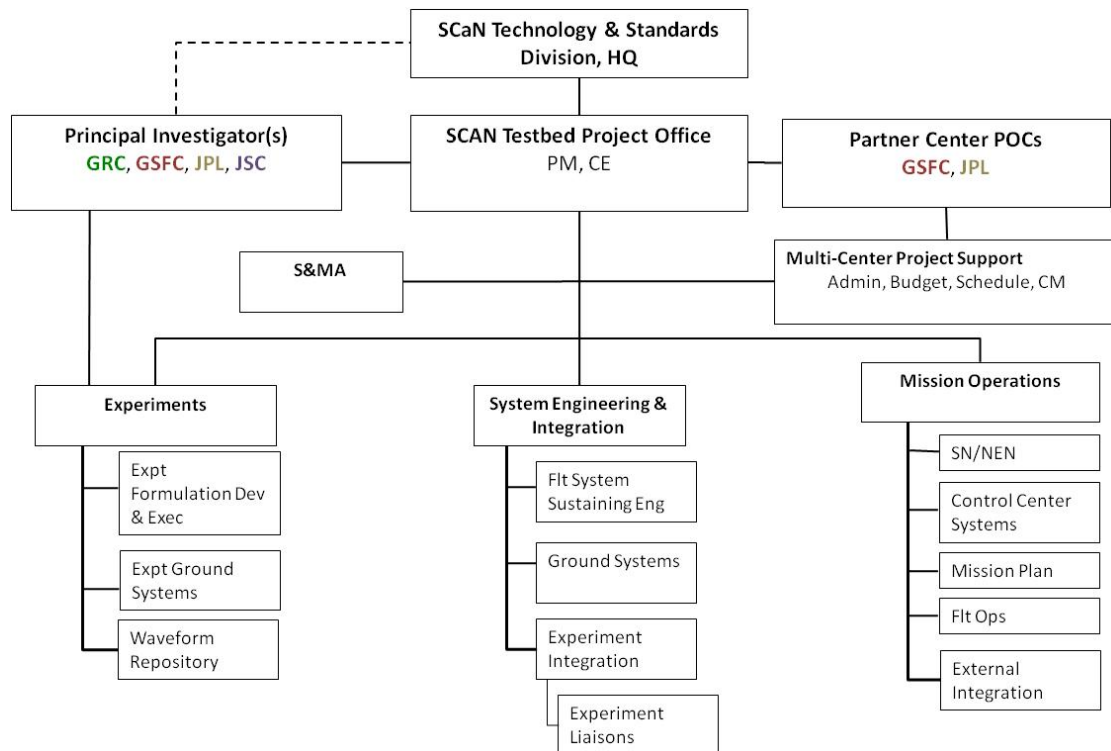 SCaN Technology & Standards
Division, HQ
Principal Investigator(s)
GRC, GSFC, JPL, JSC
SCAN Testbed Project Office
PM, CE
Partner Center POCs
GSFC, JPL
S&MA
Multi-Center Project Support
Admin, Budget, Schedule, CM
Experiments
System Engineering &
Integration
Mission Operations
Expt
Formulation Dev
& Exec
Expt Ground
Systems
Waveform
Repository
Flt System
Sustaining Eng
Ground Systems
Experiment
Integration
Experiment
Liaisons
SN/NEN
Control Center
Systems
Mission Plan
Flt Ops
External
Integration